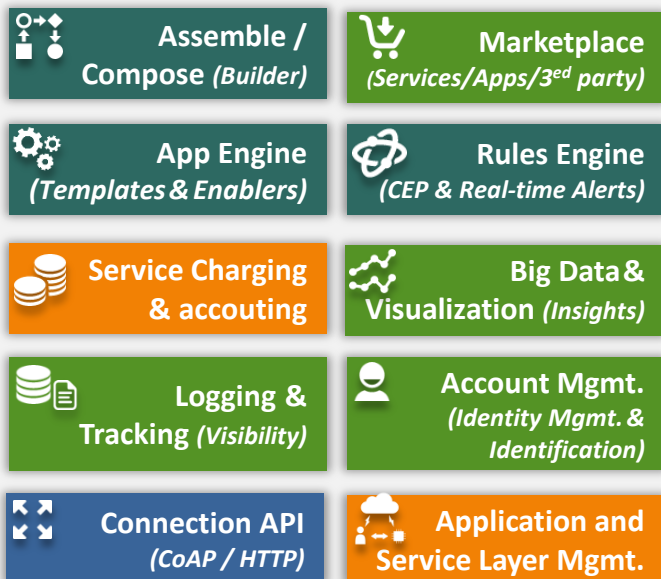 Assemble /
Compose (Builder)
Marketplace
(Services/Apps/3ed party)
App Engine
(Templates & Enablers)
Rules Engine
(CEP & Real-time Alerts)
Service Charging
& accouting
Big Data &
Visualization (Insights)
Logging &
Tracking (Visibility)
Account Mgmt.
(Identity Mgmt. &
Identification)
Connection API
(CoAP / HTTP)
Application and
Service Layer Mgmt.